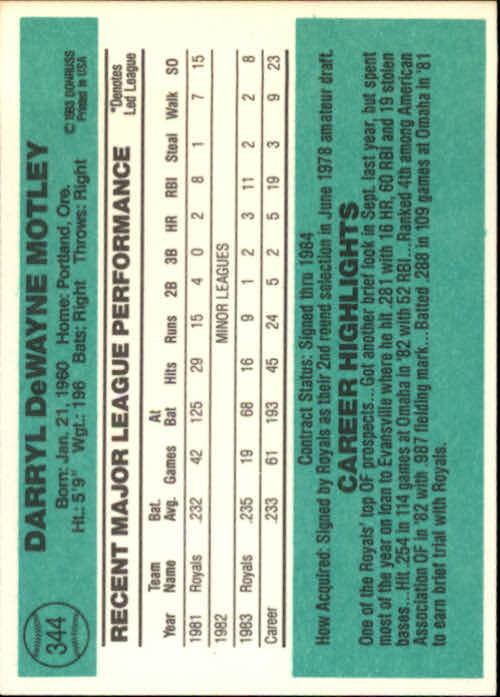 344
DARRYL DeWAYNE MOTLEY
Born: Jan. 21, 1960 Home: Portland, Ore.
Ht.: 5'9" Wgt.: 196 Bats: Right Throws: Right
© 1983 DONRUSS
Printed in USA
RECENT MAJOR LEAGUE PERFORMANCE
*Denotes
Led League
Year Team Name Bat. Avg. Games At Bat Hits Runs 2B 3B HR RBI Steal Walk SO
1981 Royals .232 42 125 29 15 4 0 2 8 1 7 15
1982 MINOR LEAGUES
1983 Royals .235 19 68 16 9 1 2 3 11 2 2 8
Career .233 61 193 45 24 5 2 5 19 3 9 23
Contract Status: Signed thru 1984
How Acquired: Signed by Royals as their 2nd round selection in June 1978 amateur draft.
CAREER HIGHLIGHTS
One of the Royals' top OF prospects...Got another brief look in Sept. last year, but spent
most of the year on loan to Evansville where he hit .281 with 16 HR, 60 RBI and 19 stolen
bases...Hit .254 in 114 games at Omaha in '82 with 52 RBI...Ranked 4th among American
Association OF in '82 with .987 fielding mark...Batted .288 in 109 games at Omaha in '81
to earn brief trial with Royals.